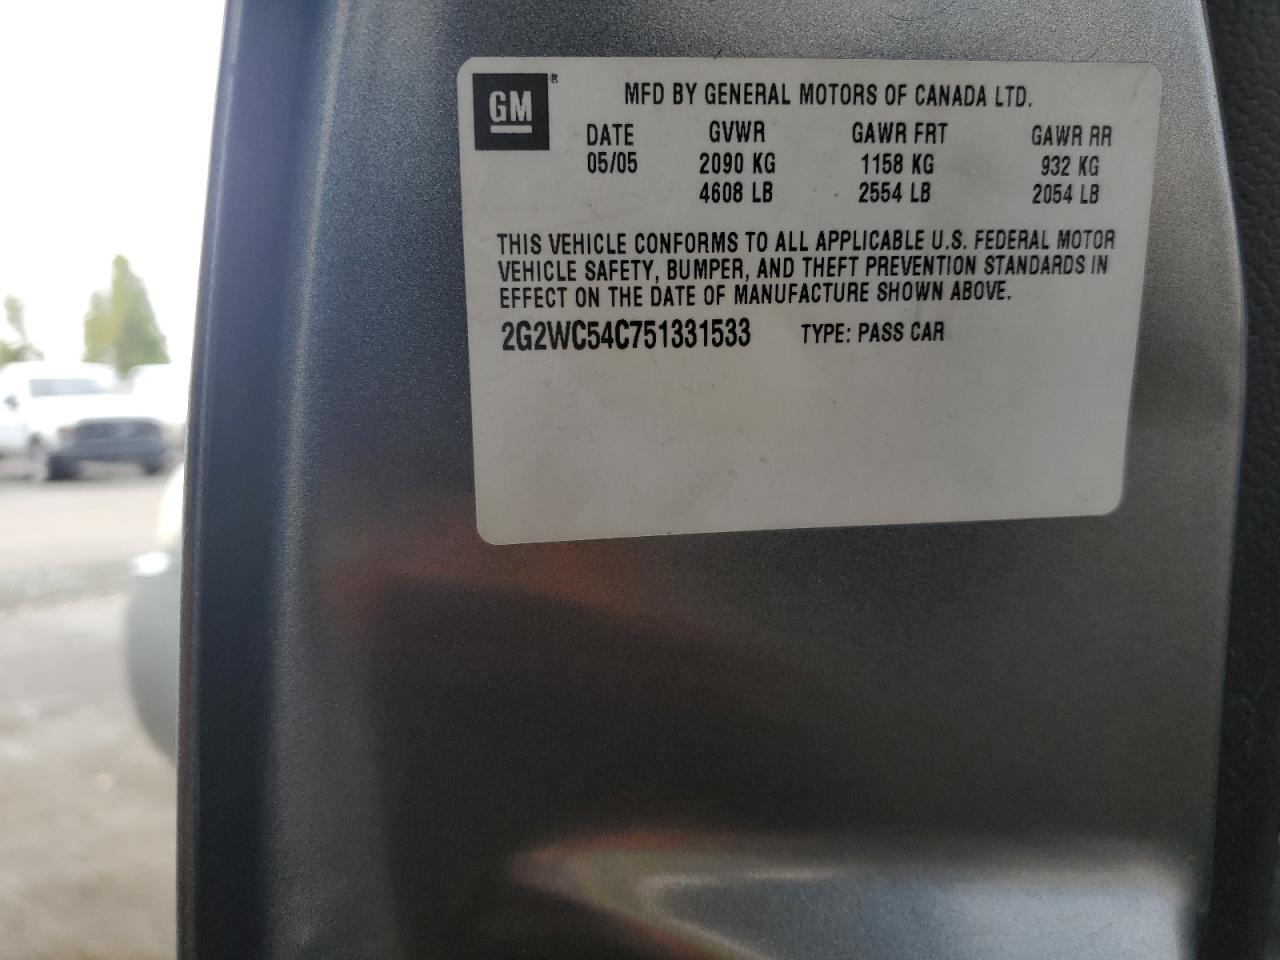 GM
MFD BY GENERAL MOTORS OF CANADA LTD.
DATE GVWR GAWR FRT GAWR RR
05/05 2090 KG 1158 KG 932 KG
4608 LB 2554 LB 2054 LB
THIS VEHICLE CONFORMS TO ALL APPLICABLE U.S. FEDERAL MOTOR
VEHICLE SAFETY, BUMPER, AND THEFT PREVENTION STANDARDS IN
EFFECT ON THE DATE OF MANUFACTURE SHOWN ABOVE.
2G2WC54C751331533 TYPE: PASS CAR